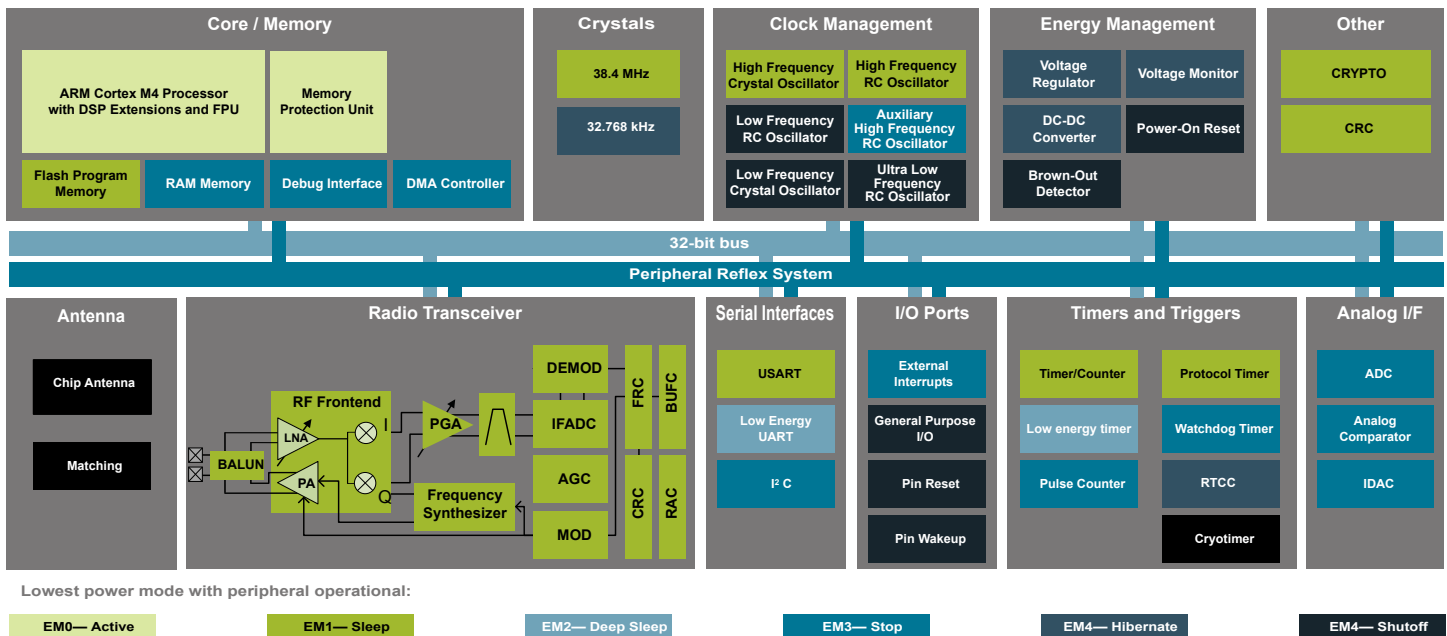 Core / Memory
ARM Cortex M4 Processor
with DSP Extensions and FPU
Memory
Protection Unit
Flash Program
Memory
RAM Memory
Debug Interface
DMA Controller
Crystals
38.4 MHz
32.768 kHz
Clock Management
High Frequency
Crystal Oscillator
High Frequency
RC Oscillator
Low Frequency
RC Oscillator
Auxiliary
High Frequency
RC Oscillator
Low Frequency
Crystal Oscillator
Ultra Low
Frequency
RC Oscillator
Energy Management
Voltage
Regulator
Voltage Monitor
DC-DC
Converter
Power-On Reset
Brown-Out
Detector
Other
CRYPTO
CRC
32-bit bus
Peripheral Reflex System
Antenna
Chip Antenna
Matching
Radio Transceiver
RF Frontend
LNA
I
BALUN
PA
Q
PGA
Frequency
Synthesizer
DEMOD
IFADC
AGC
MOD
FRC
BUFC
CRC
RAC
Serial Interfaces
USART
Low Energy
UART
I² C
I/O Ports
External
Interrupts
General Purpose
I/O
Pin Reset
Pin Wakeup
Timers and Triggers
Timer/Counter
Protocol Timer
Low energy timer
Watchdog Timer
Pulse Counter
RTCC
Cryotimer
Analog I/F
ADC
Analog
Comparator
IDAC
Lowest power mode with peripheral operational:
EM0— Active
EM1— Sleep
EM2— Deep Sleep
EM3— Stop
EM4— Hibernate
EM4— Shutoff